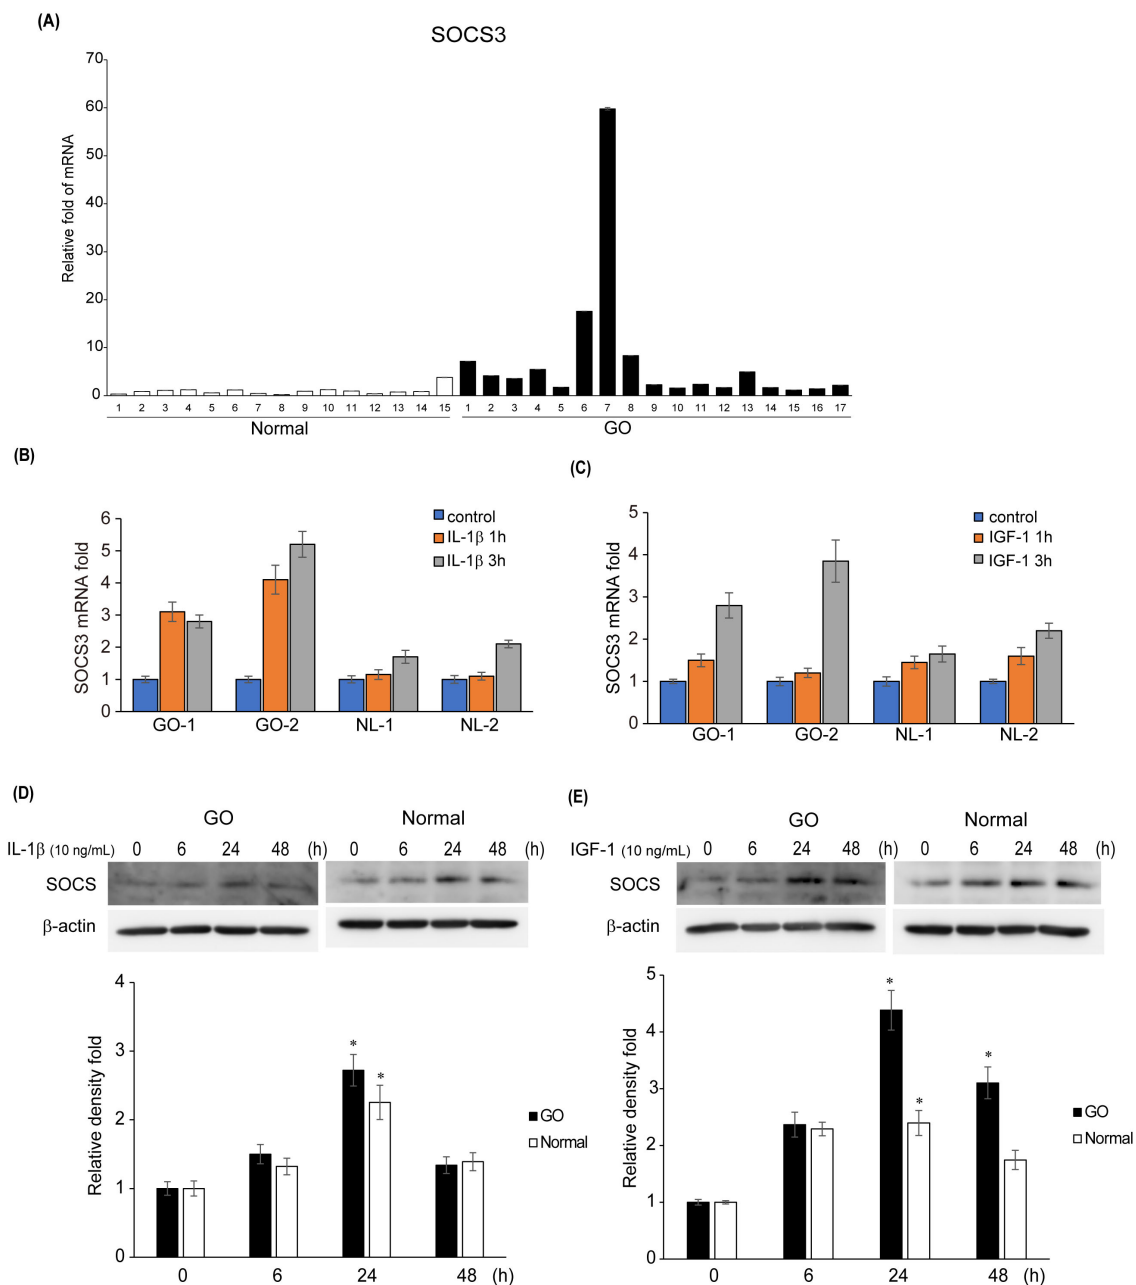 (A)
SOCS3
Relative fold of mRNA
70
60
50
40
30
20
10
0
1 2 3 4 5 6 7 8 9 10 11 12 13 14 15 1 2 3 4 5 6 7 8 9 10 11 12 13 14 15 16 17
Normal GO
(B)
SOCS3 mRNA fold
6
5
4
3
2
1
0
control
IL-1β 1h
IL-1β 3h
GO-1 GO-2 NL-1 NL-2
(C)
SOCS3 mRNA fold
5
4
3
2
1
0
control
IGF-1 1h
IGF-1 3h
GO-1 GO-2 NL-1 NL-2
(D)
GO Normal
IL-1β (10 ng/mL) 0 6 24 48 (h) 0 6 24 48 (h)
SOCS
β-actin
Relative density fold
4
3
2
1
0
* *
GO
Normal
0 6 24 48 (h)
(E)
GO Normal
IGF-1 (10 ng/mL) 0 6 24 48 (h) 0 6 24 48 (h)
SOCS
β-actin
Relative density fold
5
4
3
2
1
0
* * *
GO
Normal
0 6 24 48 (h)